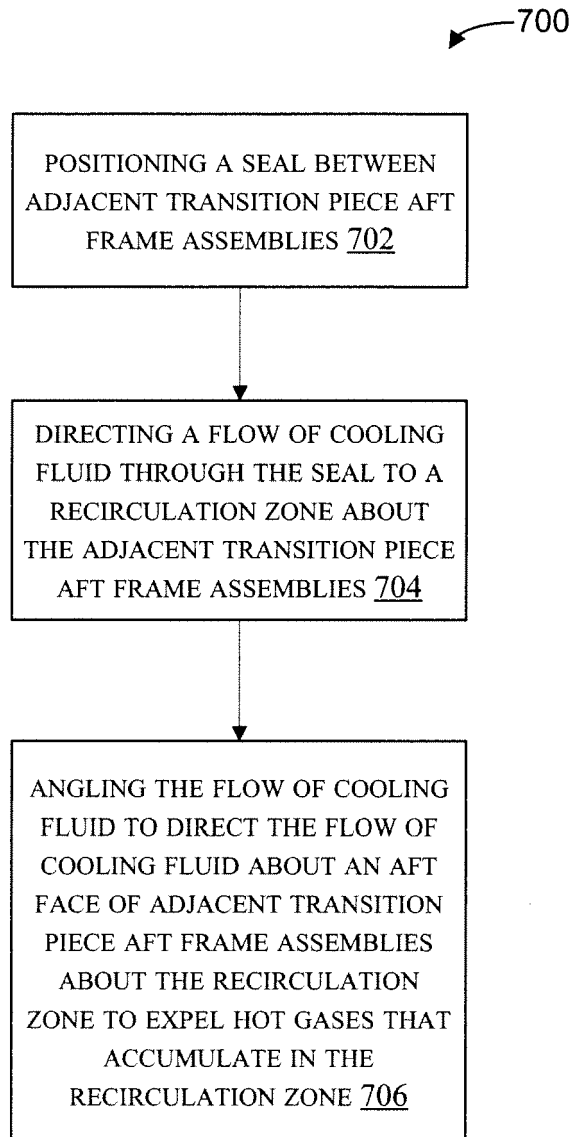 700
POSITIONING A SEAL BETWEEN
ADJACENT TRANSITION PIECE AFT
FRAME ASSEMBLIES 702
DIRECTING A FLOW OF COOLING
FLUID THROUGH THE SEAL TO A
RECIRCULATION ZONE ABOUT
THE ADJACENT TRANSITION PIECE
AFT FRAME ASSEMBLIES 704
ANGLING THE FLOW OF COOLING
FLUID TO DIRECT THE FLOW OF
COOLING FLUID ABOUT AN AFT
FACE OF ADJACENT TRANSITION
PIECE AFT FRAME ASSEMBLIES
ABOUT THE RECIRCULATION
ZONE TO EXPEL HOT GASES THAT
ACCUMULATE IN THE
RECIRCULATION ZONE 706